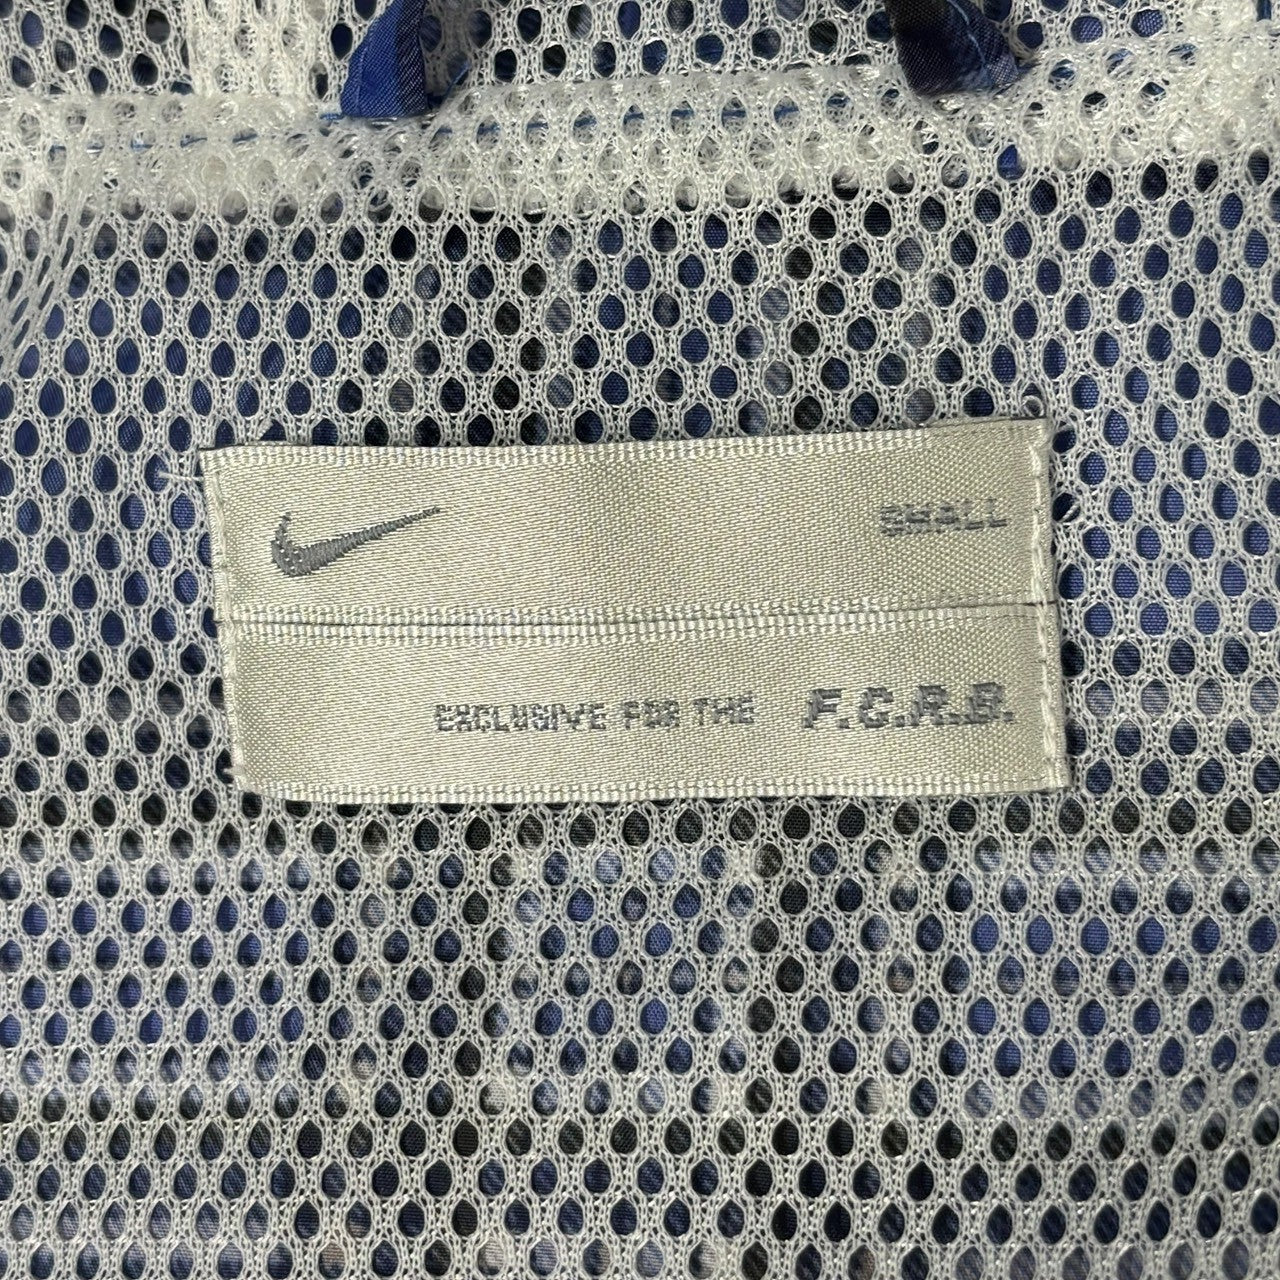 SMALL
EXCLUSIVE FOR THE F.C.R.B.